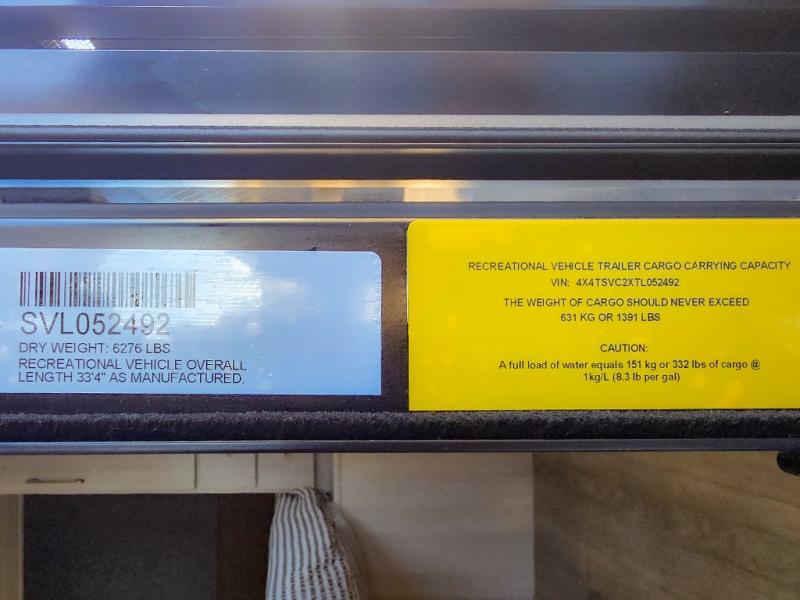 SVL052492
DRY WEIGHT: 6276 LBS
RECREATIONAL VEHICLE OVERALL
LENGTH 33'4" AS MANUFACTURED.
RECREATIONAL VEHICLE TRAILER CARGO CARRYING CAPACITY
VIN: 4X4TSVC2XTL052492
THE WEIGHT OF CARGO SHOULD NEVER EXCEED
631 KG OR 1391 LBS
CAUTION:
A full load of water equals 151 kg or 332 lbs of cargo @
1kg/L (8.3 lb per gal)